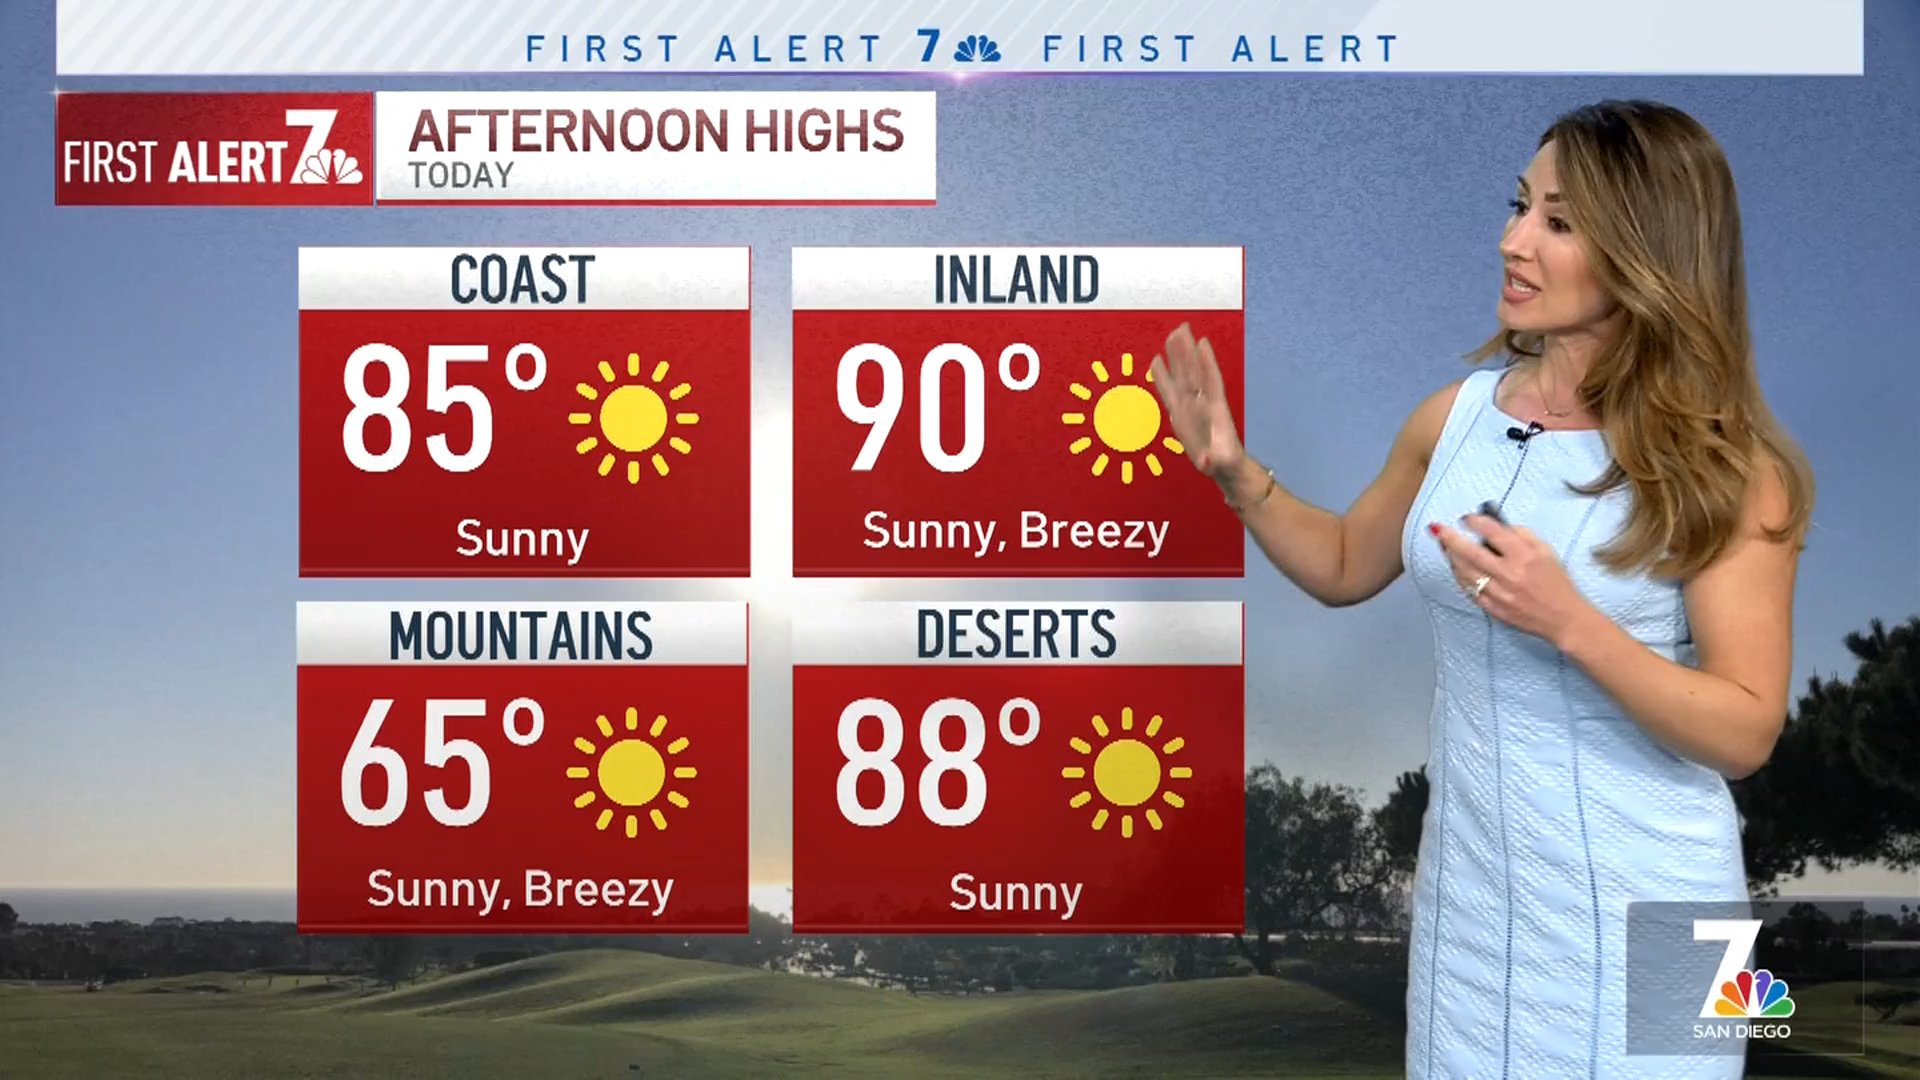 FIRST ALERT 7 FIRST ALERT
FIRST ALERT 7
AFTERNOON HIGHS
TODAY
COAST
85°
Sunny
INLAND
90°
Sunny, Breezy
MOUNTAINS
65°
Sunny, Breezy
DESERTS
88°
Sunny
7
SAN DIEGO